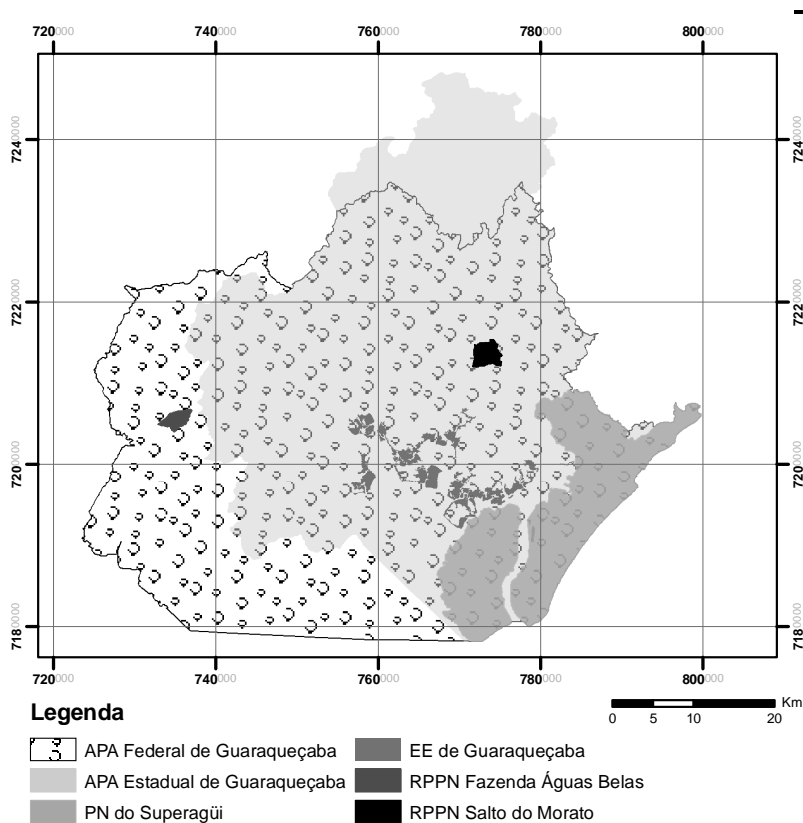 720000 740000 760000 780000 800000
7240000 7240000
7220000 7220000
7200000 7200000
7180000 7180000
720000 740000 760000 780000 800000
Legenda
Km
0 5 10 20
APA Federal de Guaraqueçaba EE de Guaraqueçaba
APA Estadual de Guaraqueçaba RPPN Fazenda Águas Belas
PN do Superagüi RPPN Salto do Morato